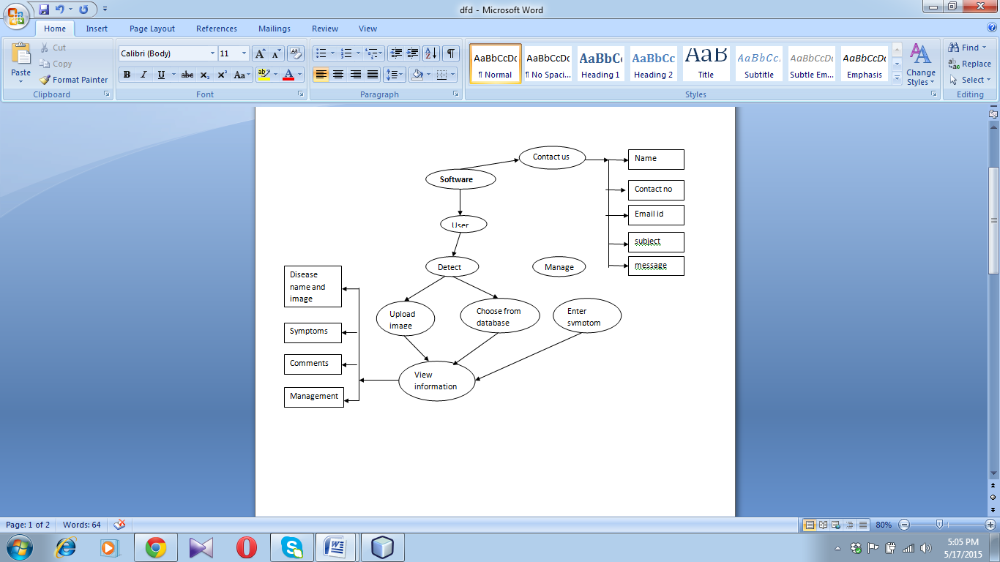 dfd - Microsoft Word
Home Insert Page Layout References Mailings Review View
Paste
Cut
Copy
Format Painter
Clipboard
Calibri (Body) 11
B I U abc x₂ x² Aa ab A
Font
Paragraph
AaBbCcDc AaBbCcDc AaBbC AaBbCc AaB AaBbCc. AaBbCcDc AaBbCcDc
¶ Normal ¶ No Spaci... Heading 1 Heading 2 Title Subtitle Subtle Em... Emphasis
Change
Styles
Styles
Find
Replace
Select
Editing
Contact us
Software
User
Detect
Manage
Upload
image
Choose from
database
Enter
symptom
View
information
Name
Contact no
Email id
subject
message
Disease
name and
image
Symptoms
Comments
Management
Page: 1 of 2 Words: 64 80%
5:05 PM
5/17/2015